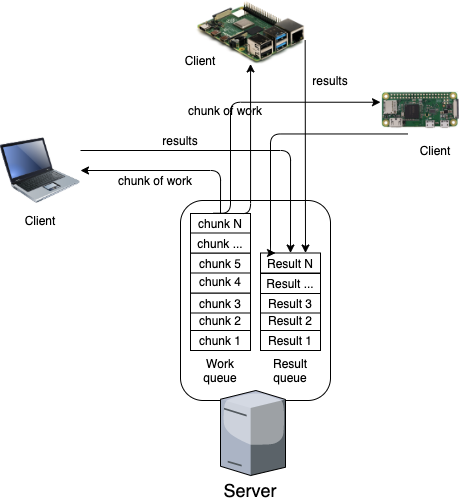 Client
results
chunk of work
Client
results
chunk of work
Client
chunk N
chunk ...
chunk 5
chunk 4
chunk 3
chunk 2
chunk 1
Work
queue
Result N
Result ...
Result 3
Result 2
Result 1
Result
queue
Server